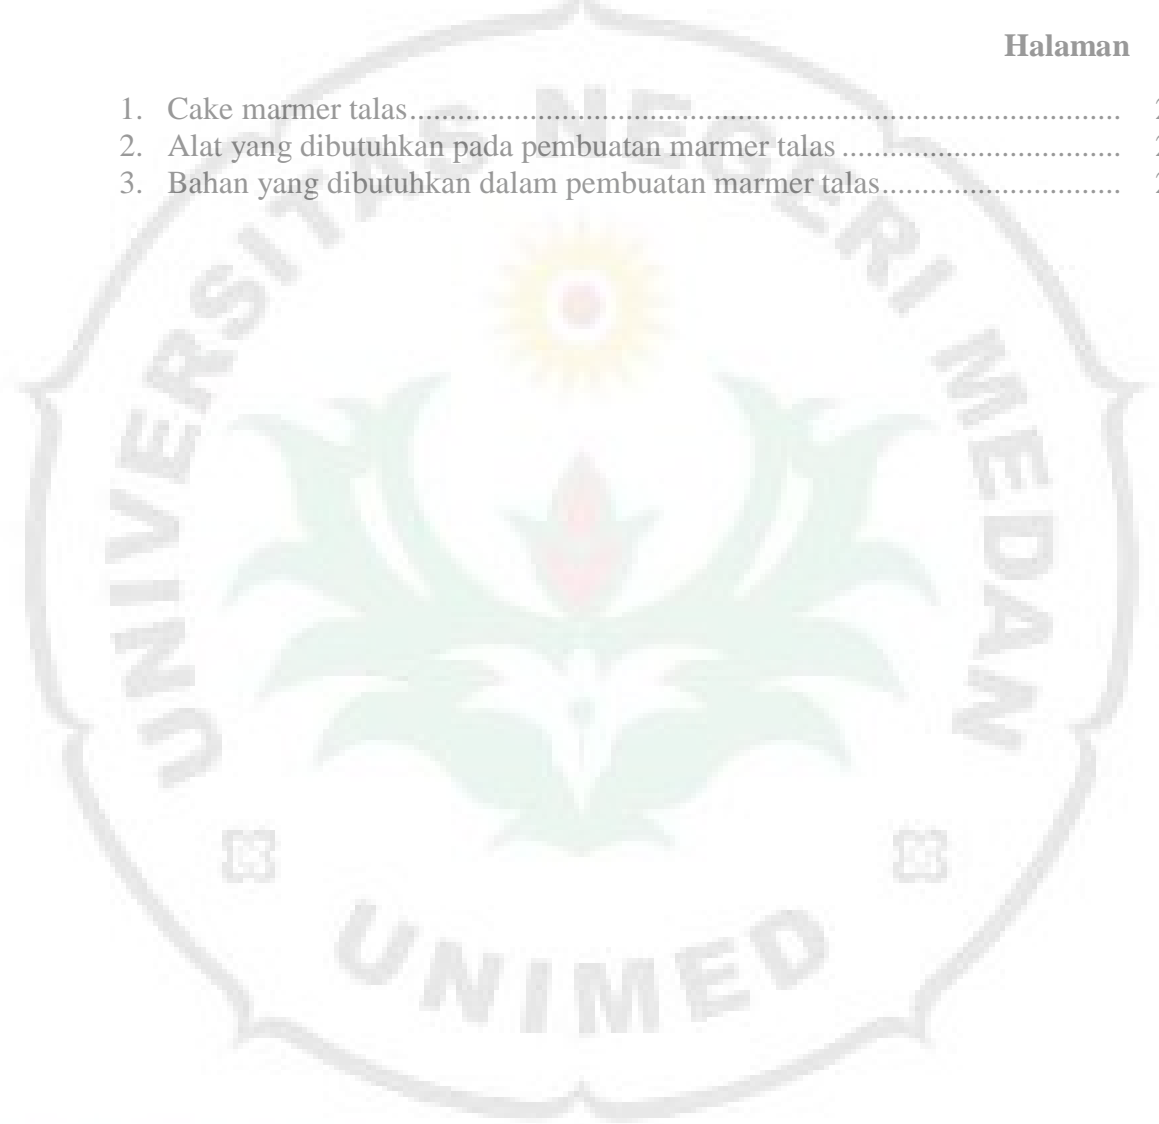 Halaman
1. Cake marmer talas........................................................................................
2. Alat yang dibutuhkan pada pembuatan marmer talas ..................................
3. Bahan yang dibutuhkan dalam pembuatan marmer talas..............................
UNIVERSITAS NEGERI MEDAN
UNIMED